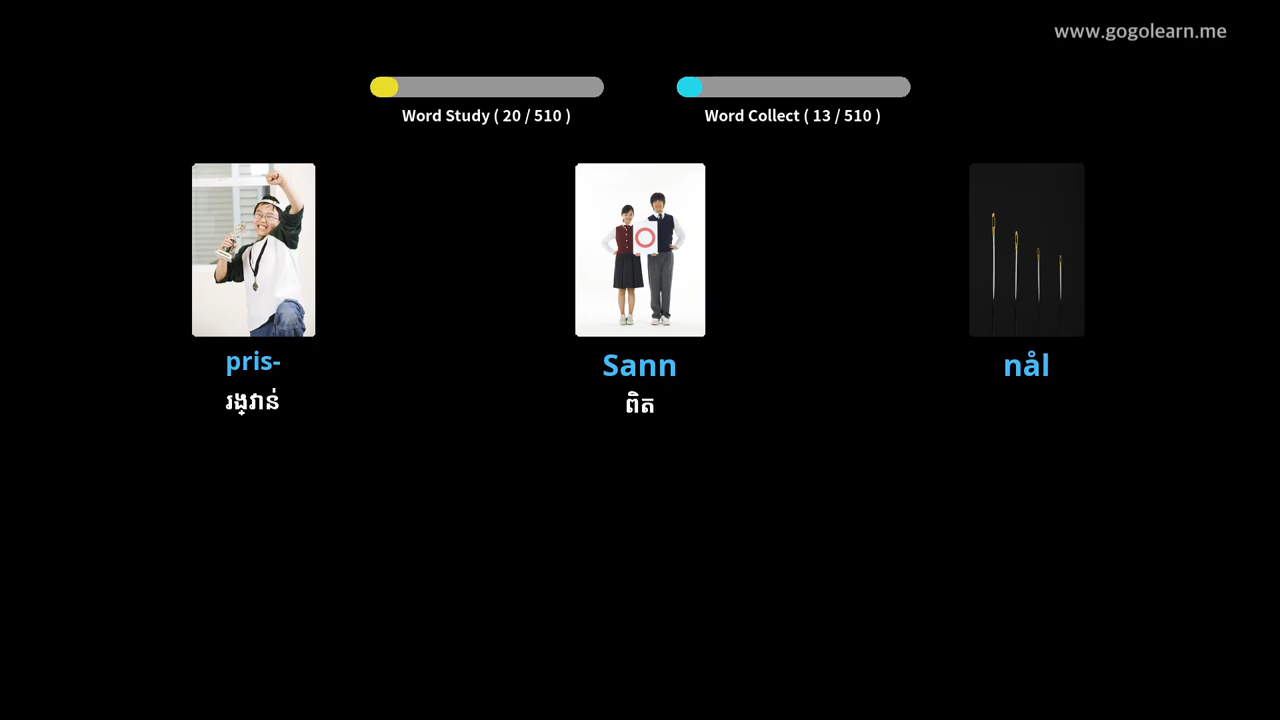 www.gogolearn.me
Word Study ( 20 / 510 )
Word Collect ( 13 / 510 )
pris-
រង្វាន់
Sann
ពិត
nål